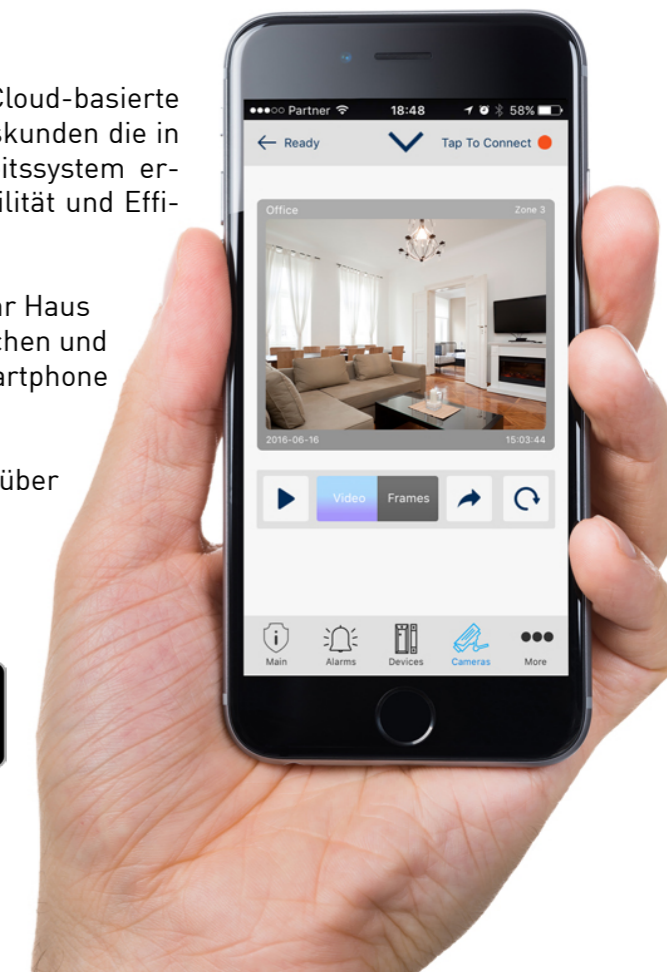 Cloud-basierte
skunden die in
itssystem er-
ilität und Effi-
hr Haus
chen und
artphone
über
Partner 18:48 58%
Ready Tap To Connect
Office Zone 3
2016-06-16 15:03:44
Video Frames
Main Alarms Devices Cameras More